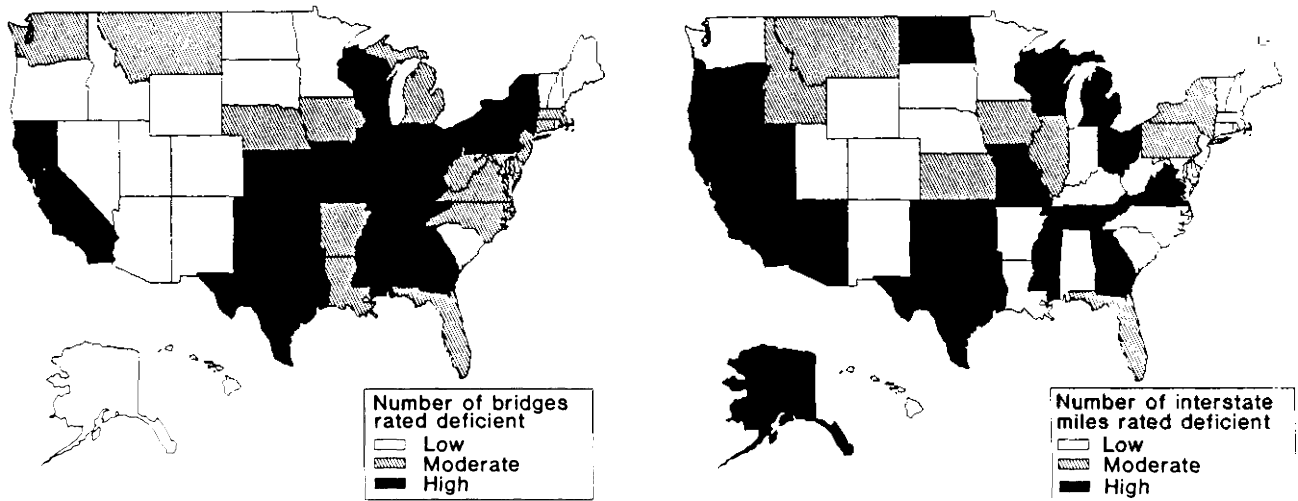 Number of bridges
rated deficient
Low
Moderate
High
Number of interstate
miles rated deficient
Low
Moderate
High